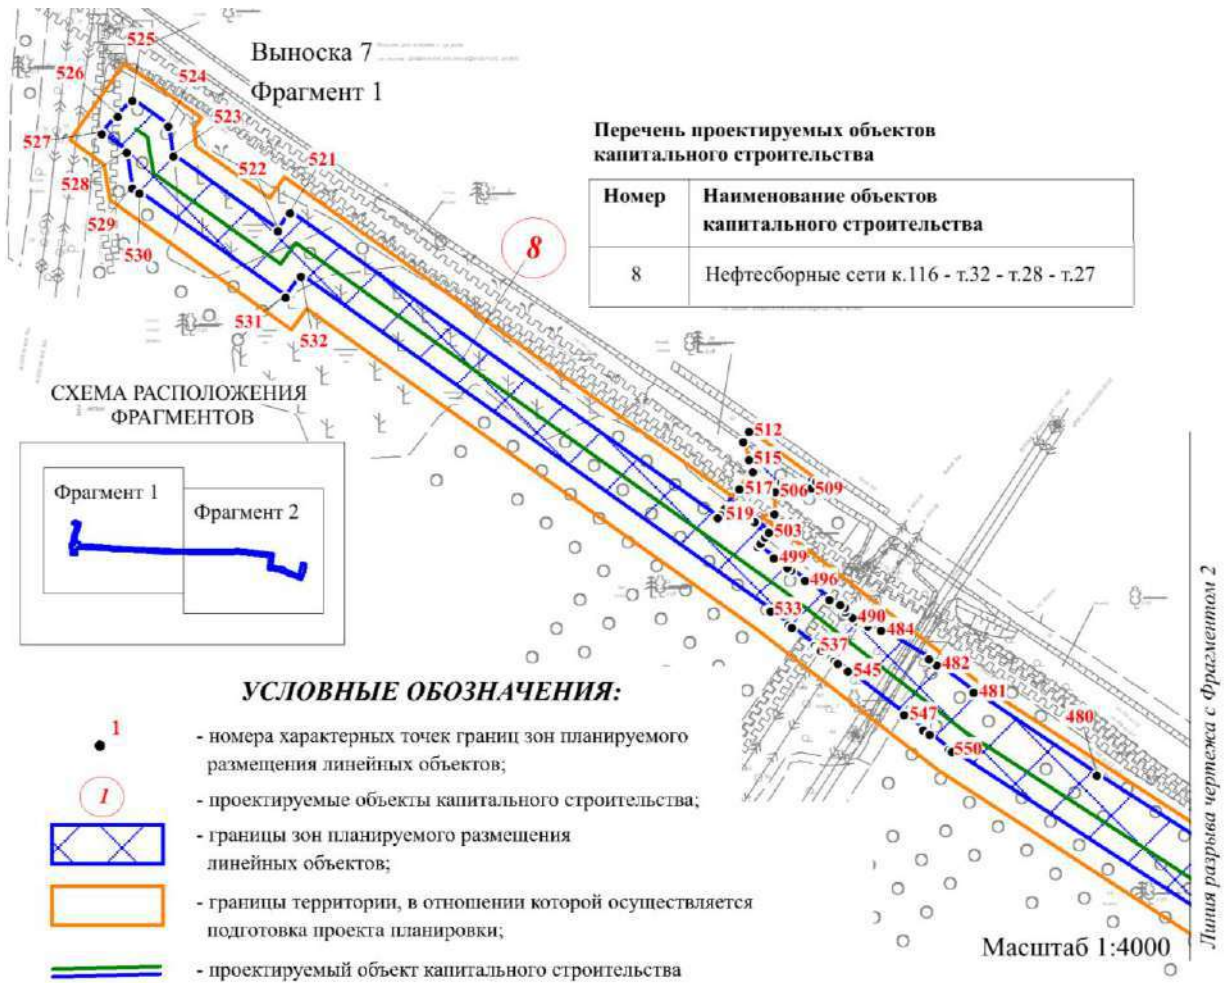 Выноска 7
Фрагмент 1
525
526
524
523
527
522
521
528
529
530
531
532
8
Перечень проектируемых объектов
капитального строительства
Номер
Наименование объектов
капитального строительства
8
Нефтесборные сети к.116 - т.32 - т.28 - т.27
СХЕМА РАСПОЛОЖЕНИЯ
ФРАГМЕНТОВ
Фрагмент 1
Фрагмент 2
512
515
517
506
509
519
503
499
496
533
490
484
537
545
482
481
547
480
550
УСЛОВНЫЕ ОБОЗНАЧЕНИЯ:
1
- номера характерных точек границ зон планируемого
размещения линейных объектов;
1
- проектируемые объекты капитального строительства;
- границы зон планируемого размещения
линейных объектов;
- границы территории, в отношении которой осуществляется
подготовка проекта планировки;
- проектируемый объект капитального строительства
Масштаб 1:4000
Линия разрыва чертежа с Фрагментом 2